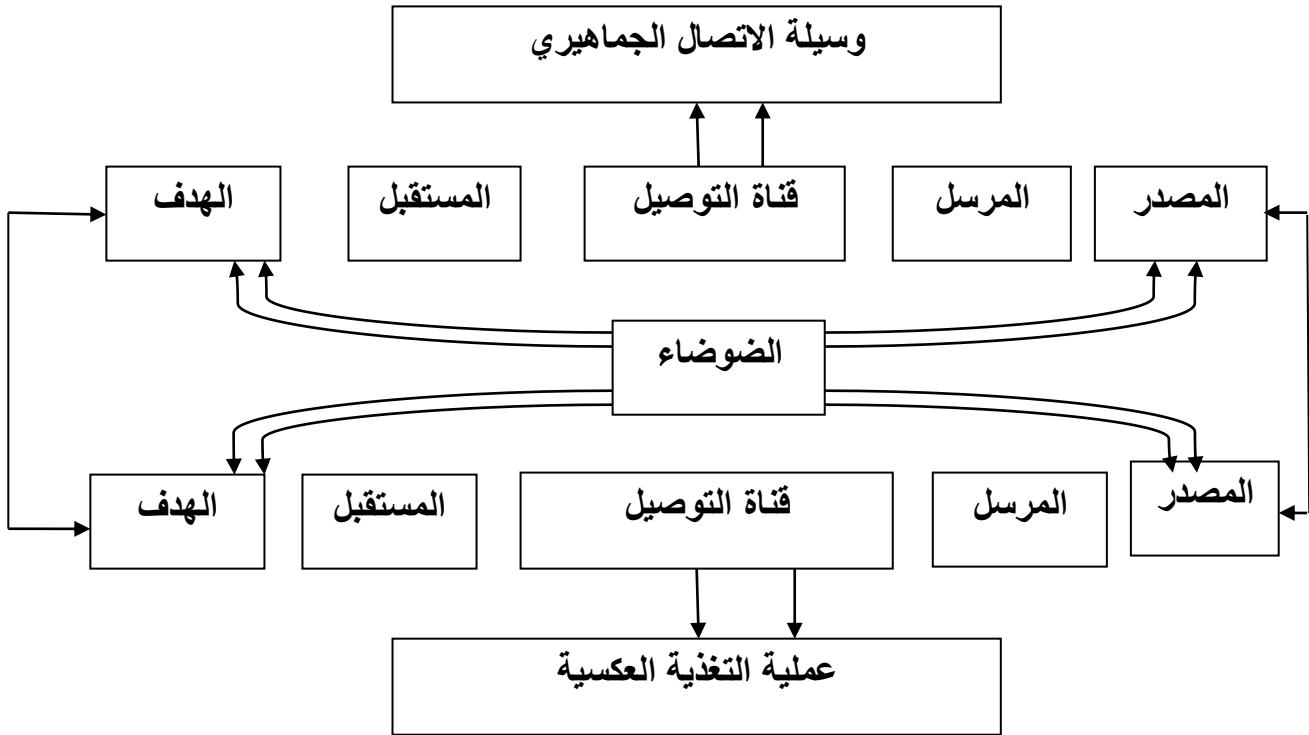 وسيلة الاتصال الجماهيري
المصدر
المرسل
قناة التوصيل
المستقبل
الهدف
الضوضاء
المصدر
المرسل
قناة التوصيل
المستقبل
الهدف
عملية التغذية العكسية